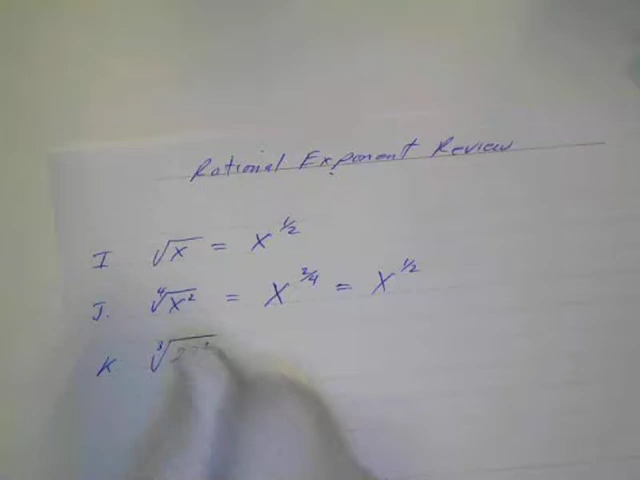 Rational Exponent Review
I √x = x^1/2
J. ∜x² = x^2/4 = x^1/2
K ∛